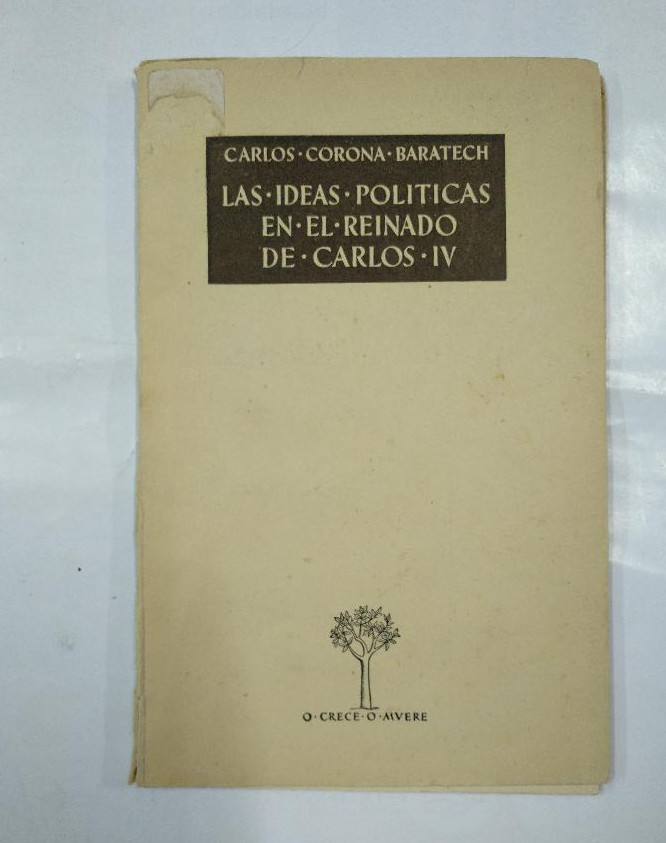 CARLOS·CORONA·BARATECH
LAS·IDEAS·POLITICAS
EN·EL·REINADO
DE·CARLOS·IV
O·CRECE·O·MVERE